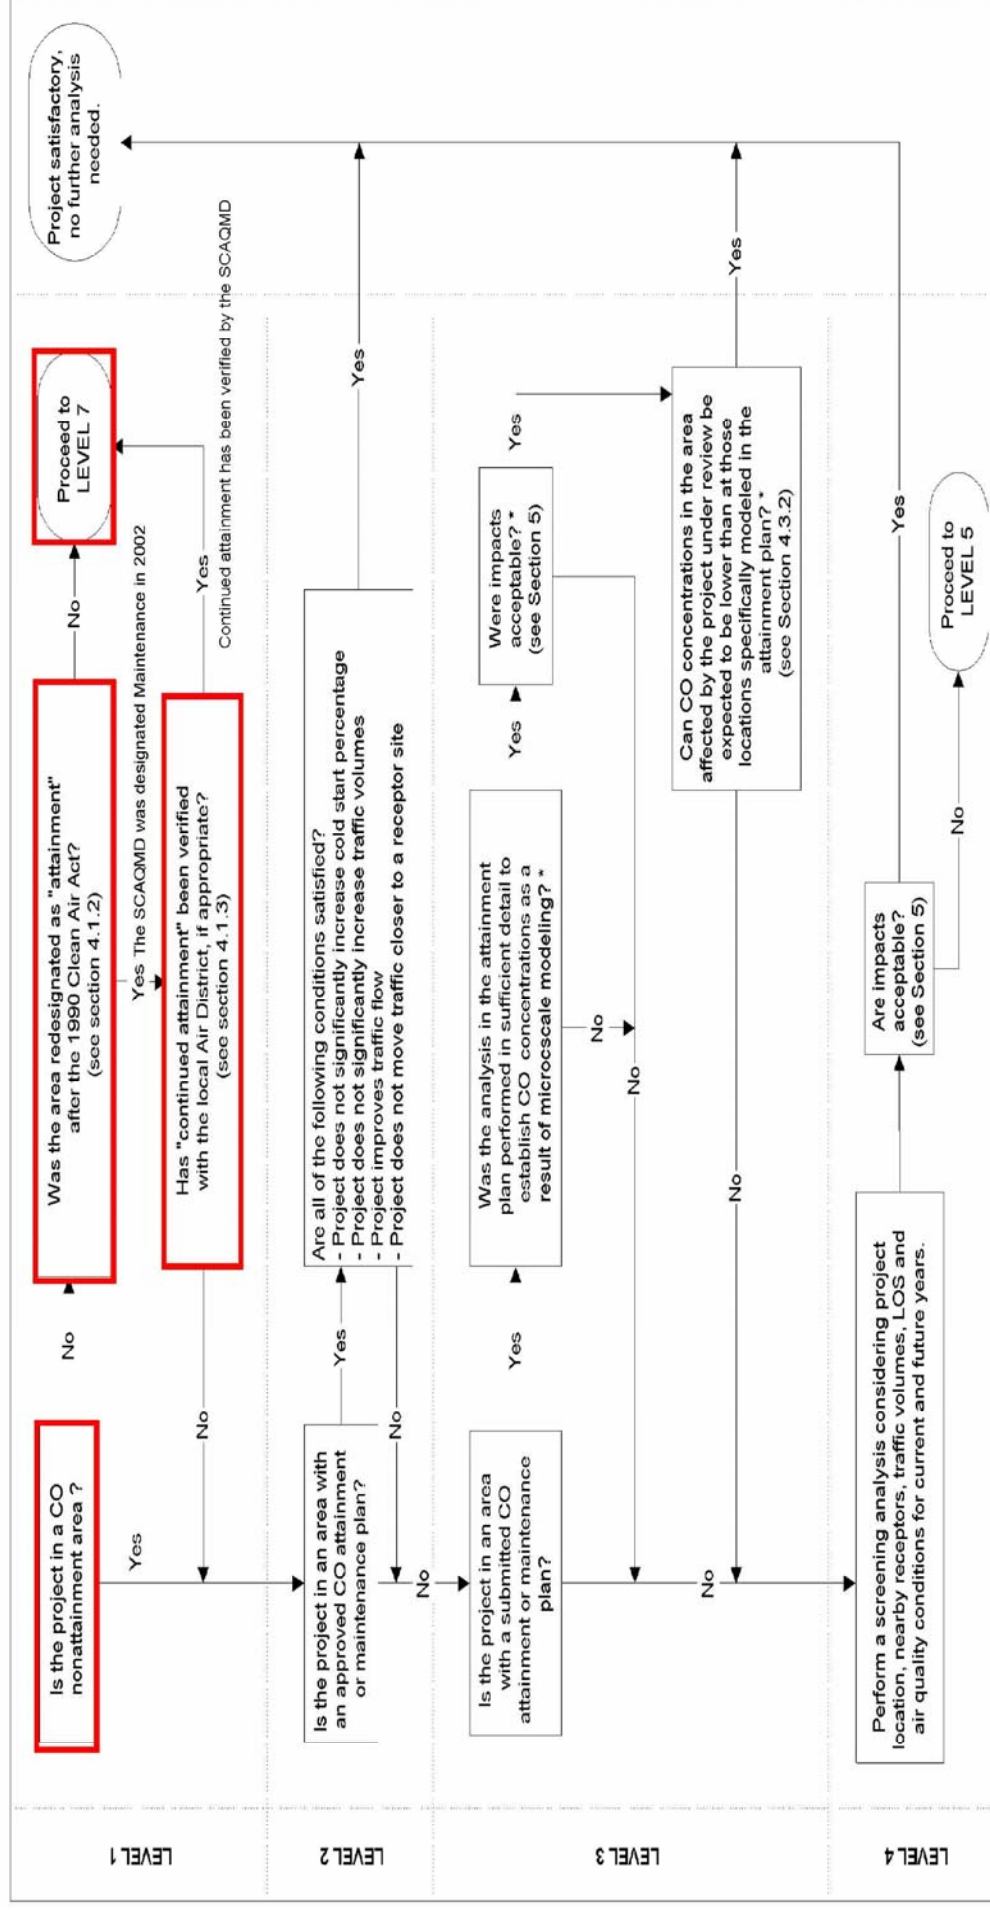 LEVEL 1
Is the project in a CO
nonattainment area ?
No
Yes
Was the area redesignated as "attainment"
after the 1990 Clean Air Act?
(see section 4.1.2)
No
Proceed to
LEVEL 7
Project satisfactory,
no further analysis
needed.
Yes The SCAQMD was designated Maintenance in 2002
Has "continued attainment" been verified
with the local Air District, if appropriate?
(see section 4.1.3)
No
Yes
Continued attainment has been verified by the SCAQMD
LEVEL 2
Is the project in an area with
an approved CO attainment
or maintenance plan?
Yes
No
No
Are all of the following conditions satisfied?
- Project does not significantly increase cold start percentage
- Project does not significantly increase traffic volumes
- Project improves traffic flow
- Project does not move traffic closer to a receptor site
Yes
LEVEL 3
Is the project in an area
with a submitted CO
attainment or maintenance
plan?
Yes
No
Was the analysis in the attainment
plan performed in sufficient detail to
establish CO concentrations as a
result of microcscale modeling? *
No
No
Yes
Were impacts
acceptable? *
(see Section 5)
Yes
Can CO concentrations in the area
affected by the project under review be
expected to be lower than at those
locations specifically modeled in the
attainment plan? *
(see Section 4.3.2)
No
Yes
LEVEL 4
Perform a screening analysis considering project
location, nearby receptors, traffic volumes, LOS and
air quality conditions for current and future years.
Are impacts
acceptable?
(see Section 5)
Yes
No
Proceed to
LEVEL 5